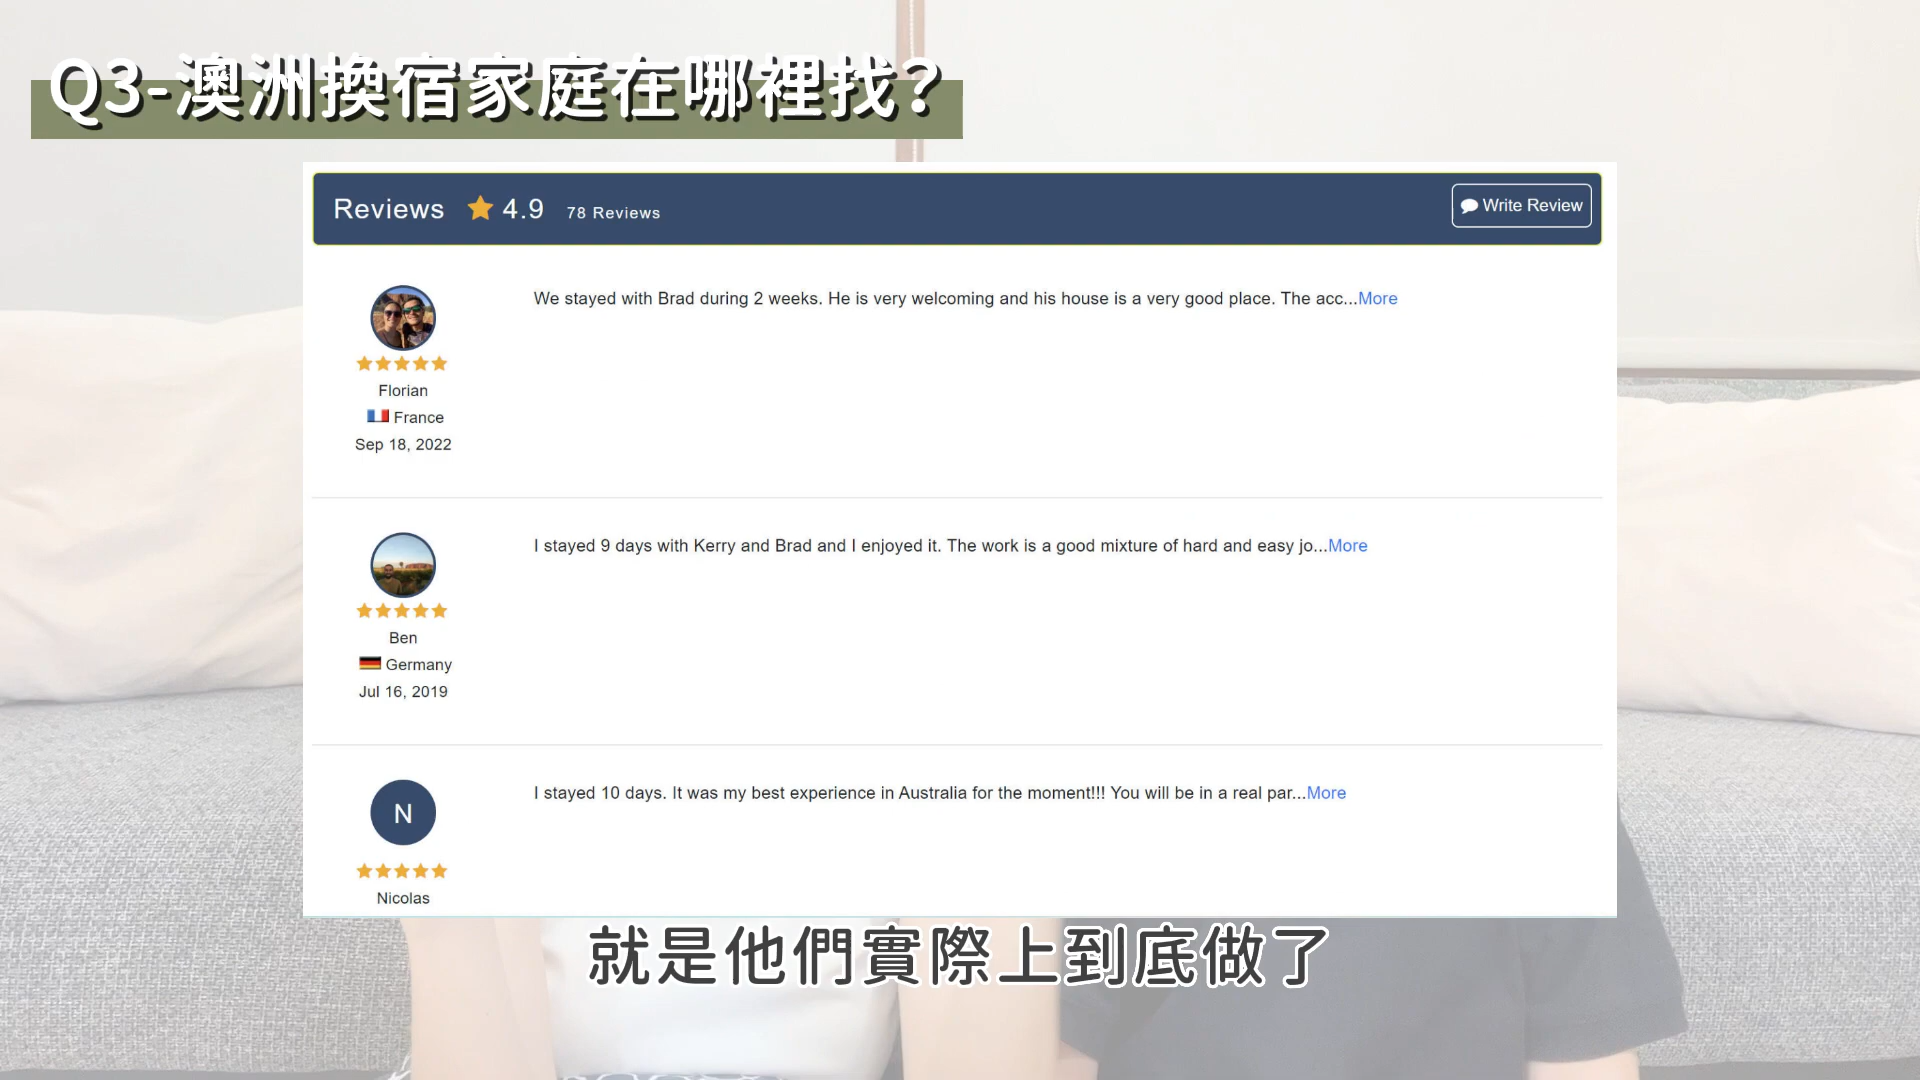 Q3-澳洲換宿家庭在哪裡找?
Reviews ★ 4.9 78 Reviews
Write Review
We stayed with Brad during 2 weeks. He is very welcoming and his house is a very good place. The acc...More
Florian
France
Sep 18, 2022
I stayed 9 days with Kerry and Brad and I enjoyed it. The work is a good mixture of hard and easy jo...More
Ben
Germany
Jul 16, 2019
I stayed 10 days. It was my best experience in Australia for the moment!!! You will be in a real par...More
N
Nicolas
就是他們實際上到底做了